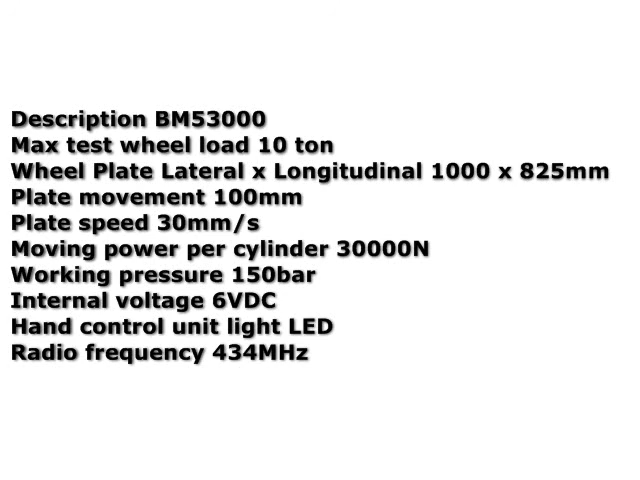 Description BM53000
Max test wheel load 10 ton
Wheel Plate Lateral x Longitudinal 1000 x 825mm
Plate movement 100mm
Plate speed 30mm/s
Moving power per cylinder 30000N
Working pressure 150bar
Internal voltage 6VDC
Hand control unit light LED
Radio frequency 434MHz